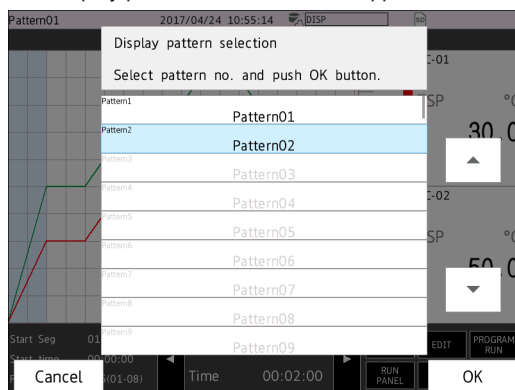 Pattern01 2017/04/24 10:55:14 DISP SD
Display pattern selection
Select pattern no. and push OK button.
Pattern1
Pattern01
Pattern2
Pattern02
Pattern3
Pattern03
Pattern4
Pattern04
Pattern5
Pattern05
Pattern6
Pattern06
Pattern7
Pattern07
Pattern8
Pattern08
Pattern9
Pattern09
-01
SP °C
30.0
-02
SP °C
50.0
Start Seg 01
EDIT
PROGRAM
RUN
Start time 00:00:00
(01-08)
Time 00:02:00
RUN
PANEL
Cancel
OK